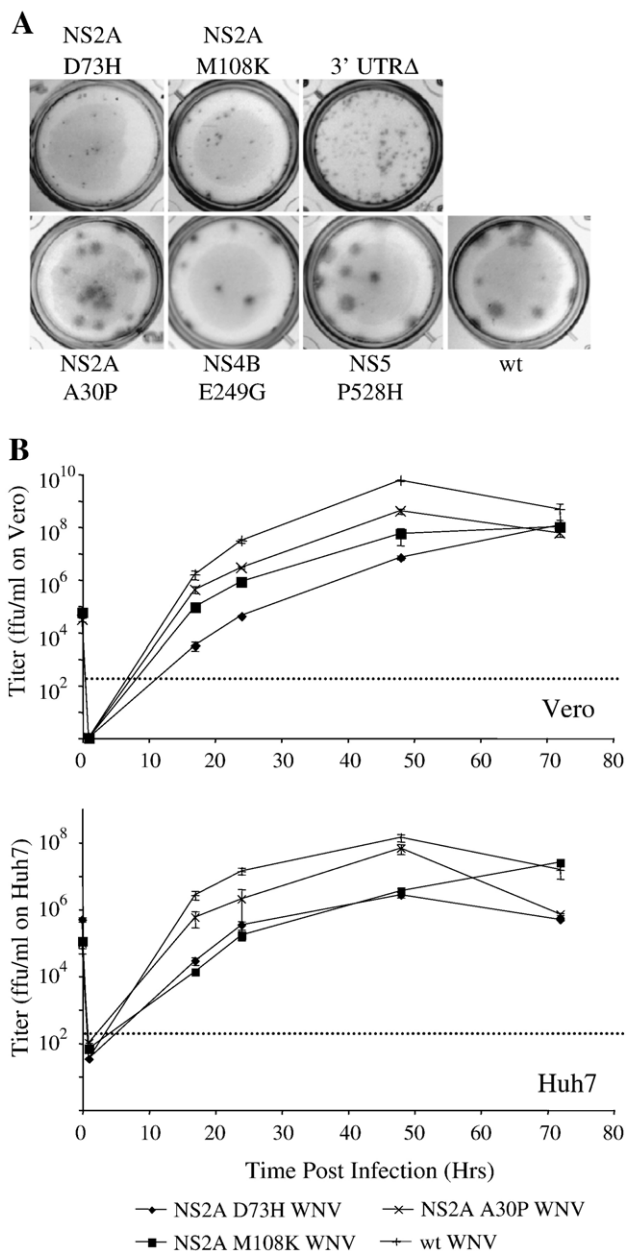 A
NS2A NS2A
D73H M108K 3' UTRΔ
NS2A NS4B NS5 wt
A30P E249G P528H
B
Titer (ffu/ml on Vero)
10^10
10^8
10^6
10^4
10^2
0 10 20 30 40 50 60 70 80
Vero
Titer (ffu/ml on Huh7)
10^8
10^6
10^4
10^2
0 10 20 30 40 50 60 70 80
Huh7
Time Post Infection (Hrs)
NS2A D73H WNV NS2A A30P WNV
NS2A M108K WNV wt WNV